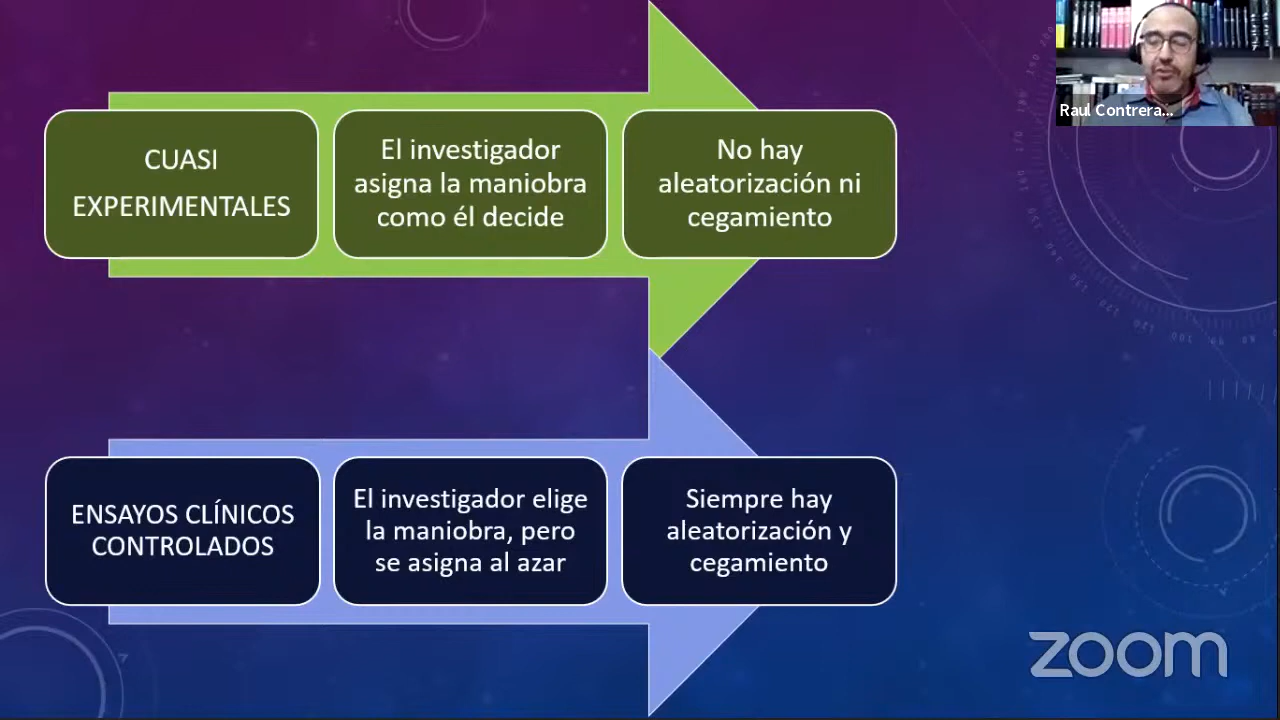 Raul Contrera...
CUASI
EXPERIMENTALES
El investigador
asigna la maniobra
como él decide
No hay
aleatorización ni
cegamiento
ENSAYOS CLÍNICOS
CONTROLADOS
El investigador elige
la maniobra, pero
se asigna al azar
Siempre hay
aleatorización y
cegamiento
zoom